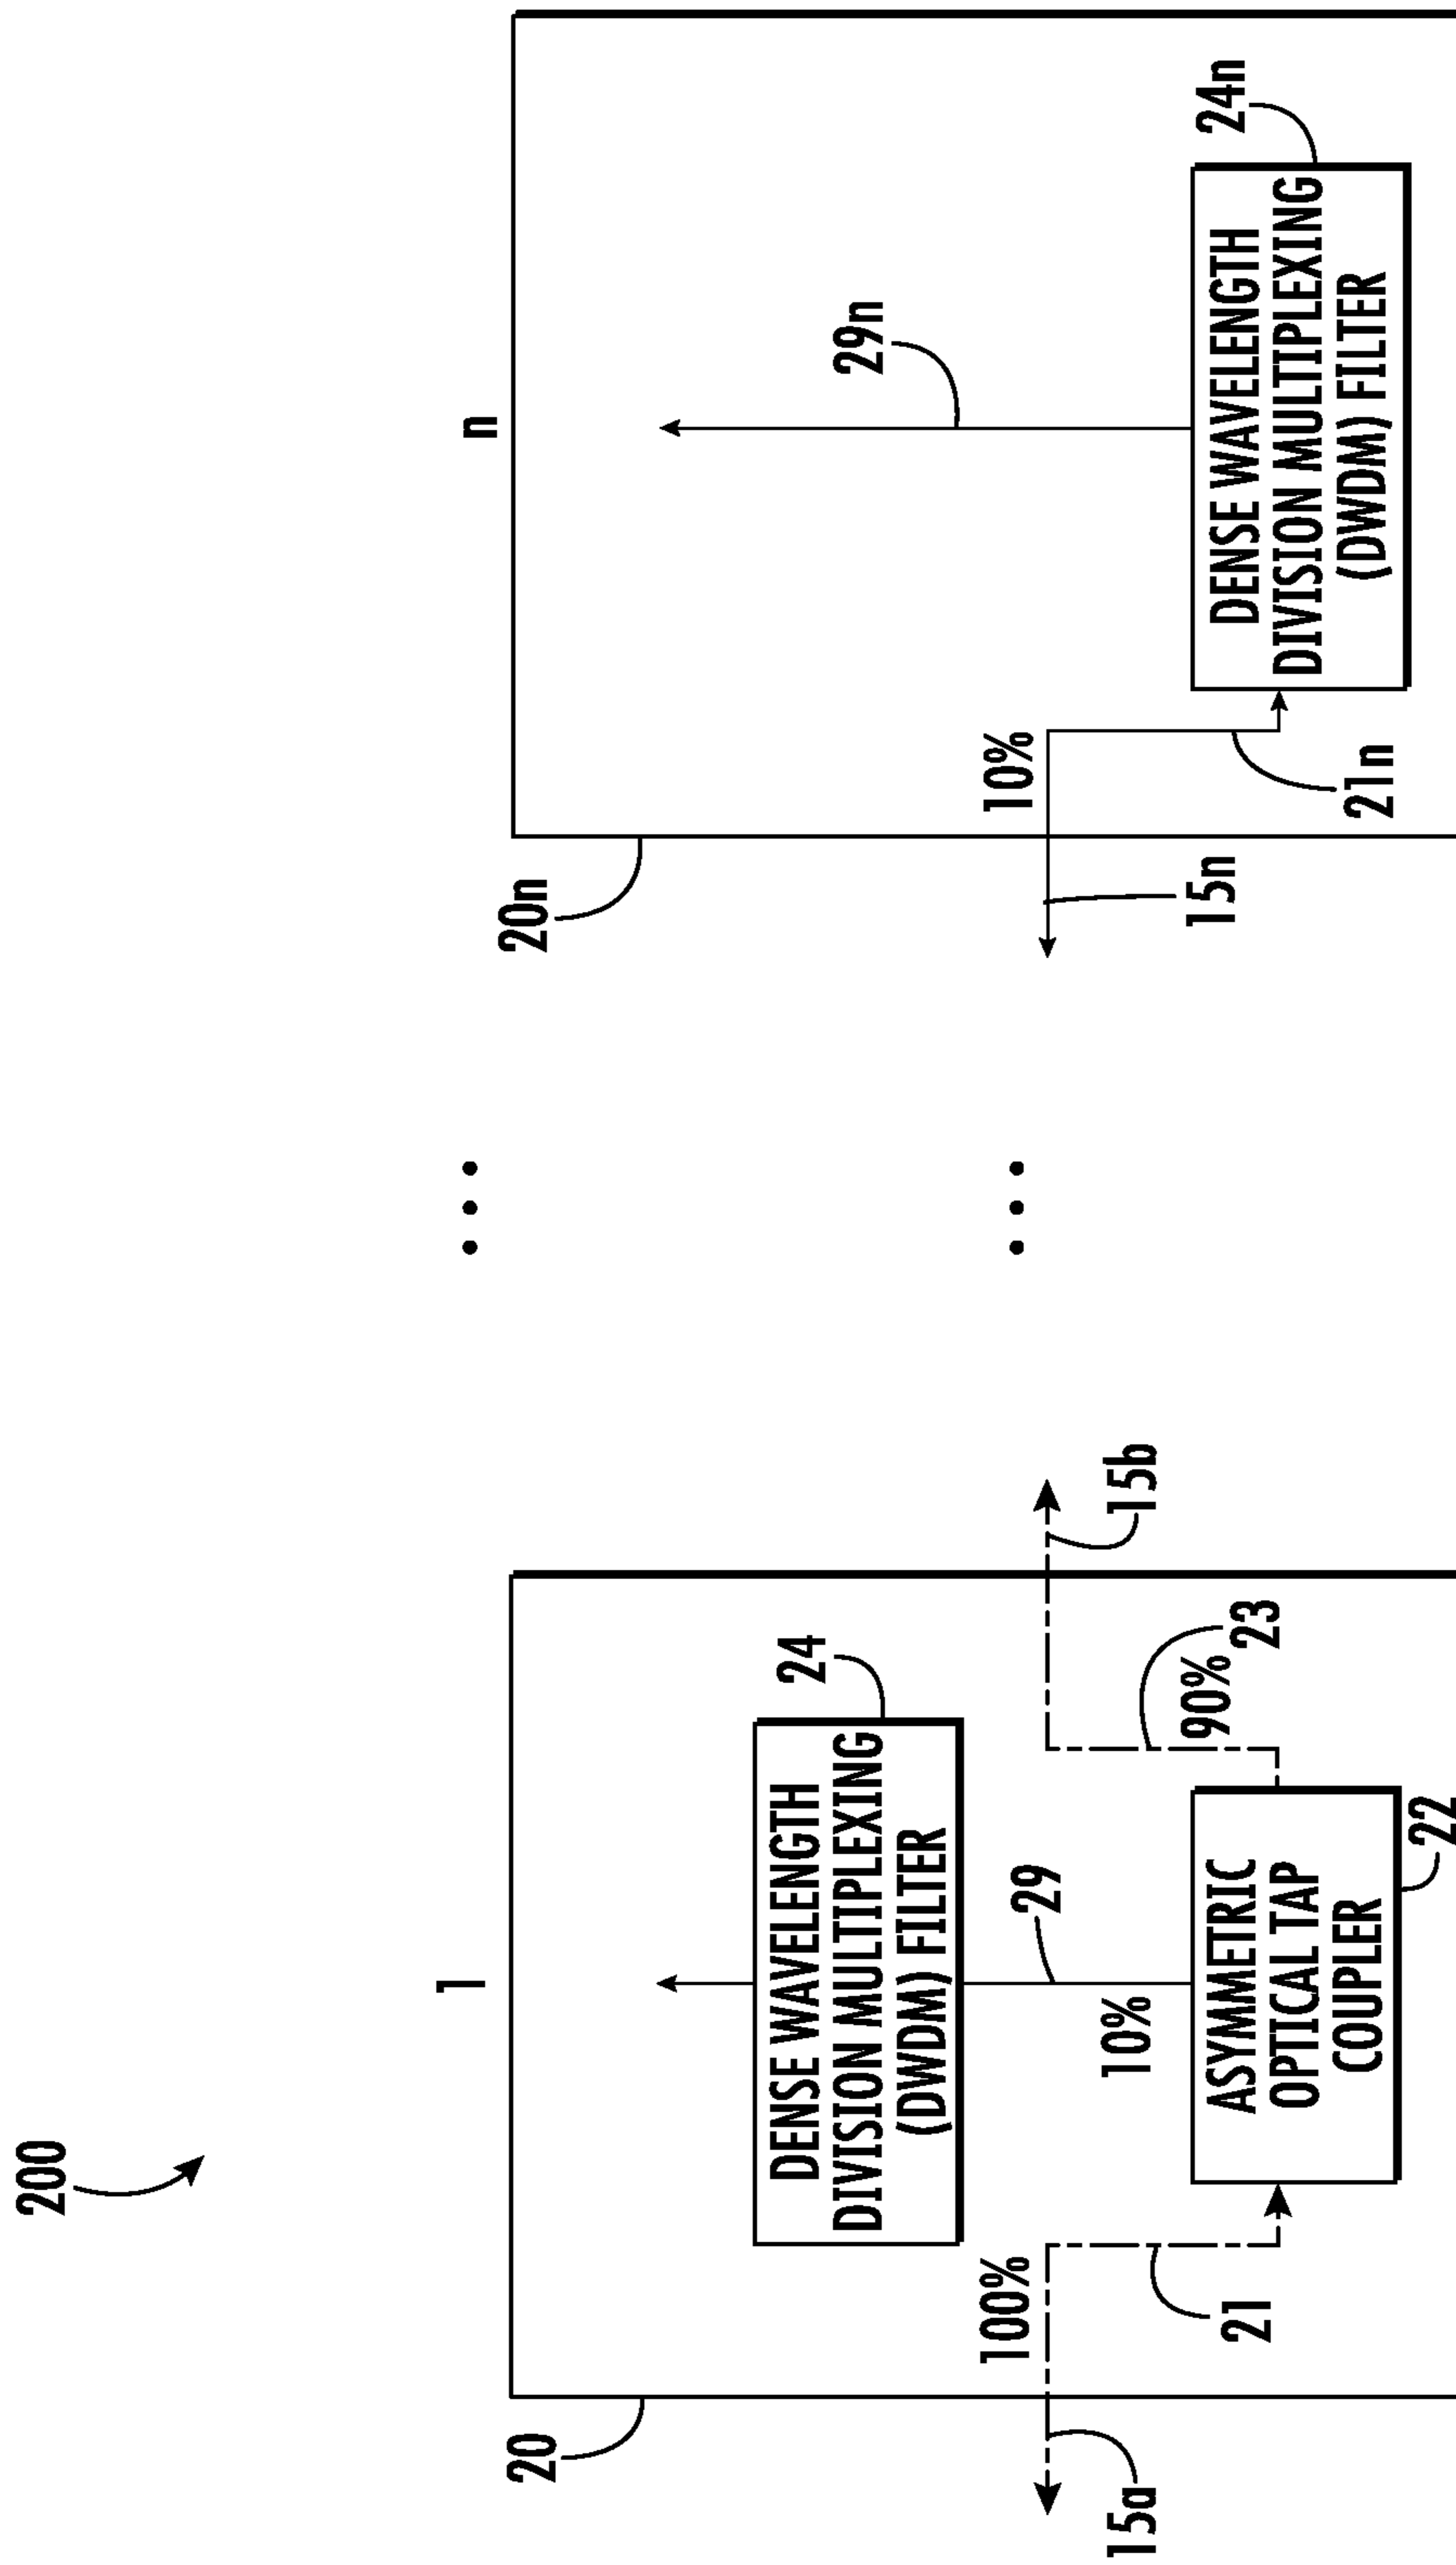 200
1
n
20
20n
DENSE WAVELENGTH
DIVISION MULTIPLEXING
(DWDM) FILTER
24
29n
100%
10%
29
15a
15b
15n
10%
21
23
90%
21n
ASYMMETRIC
OPTICAL TAP
COUPLER
22
DENSE WAVELENGTH
DIVISION MULTIPLEXING
(DWDM) FILTER
24n